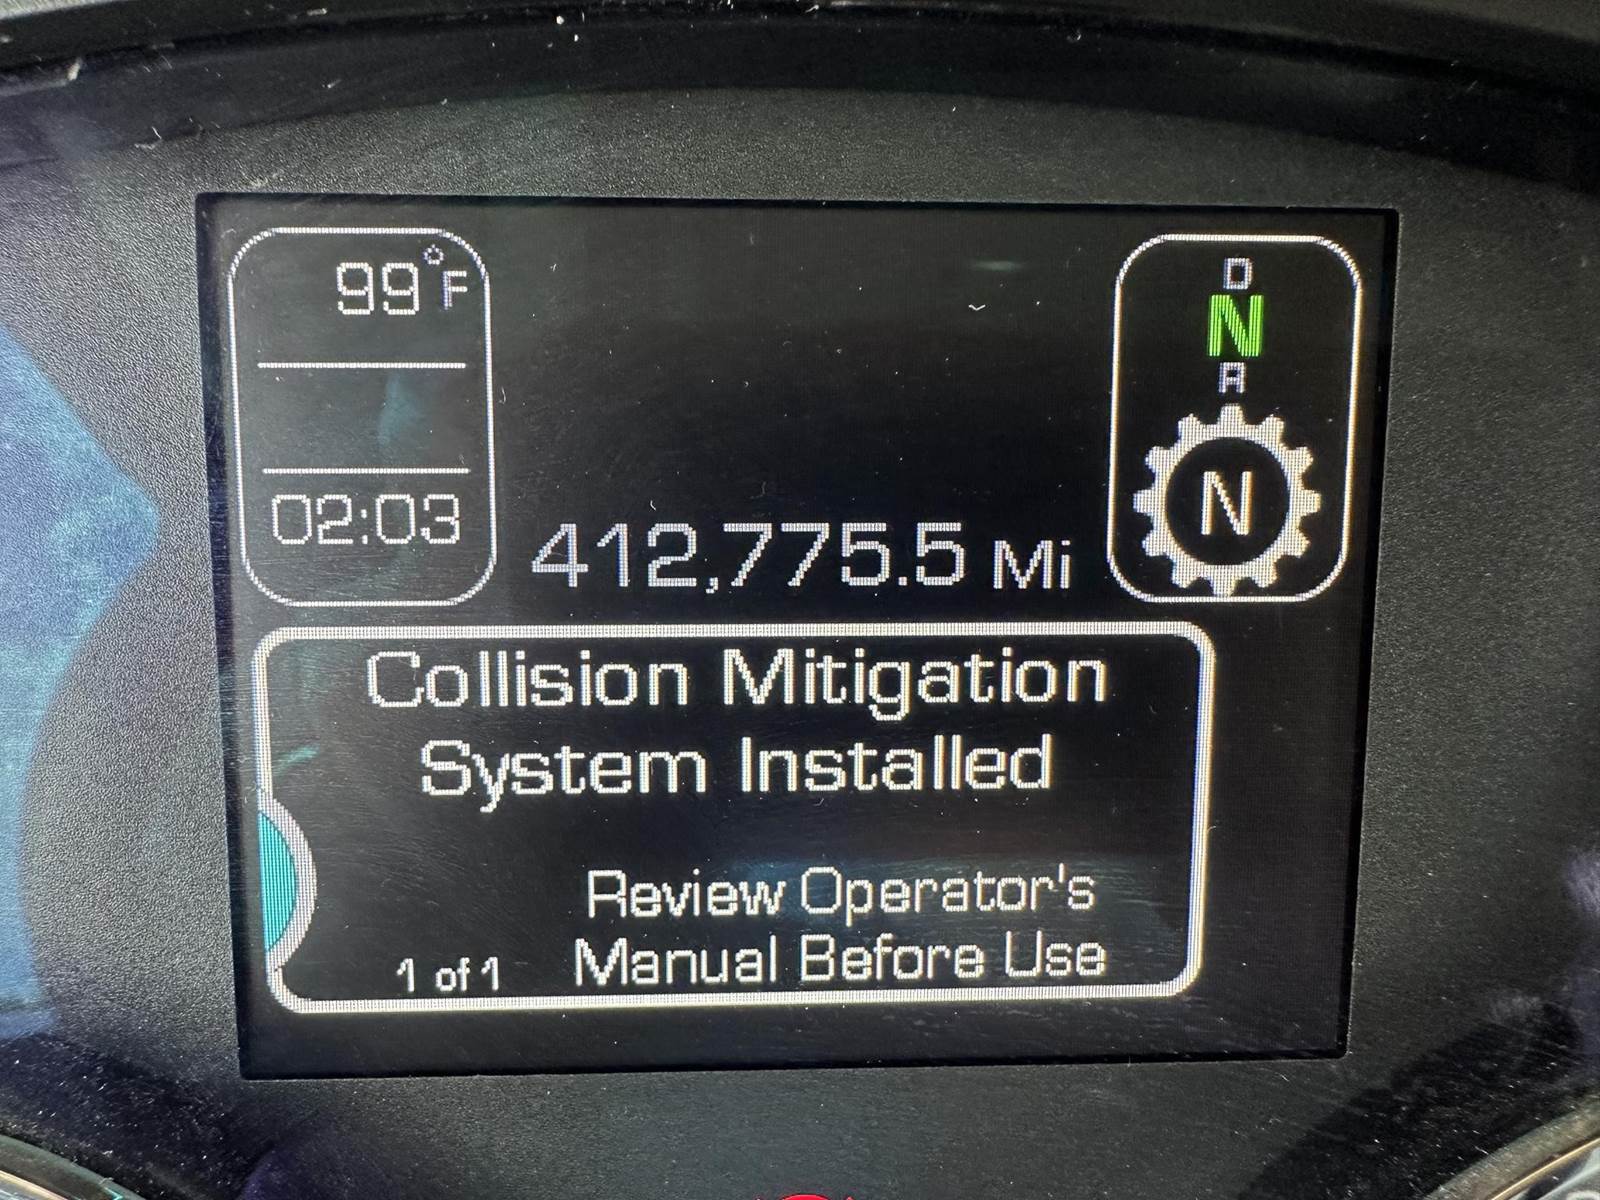 99°F
02:03
412,775.5 Mi
D
N
R
N
Collision Mitigation
System Installed
Review Operator's
Manual Before Use
1 of 1